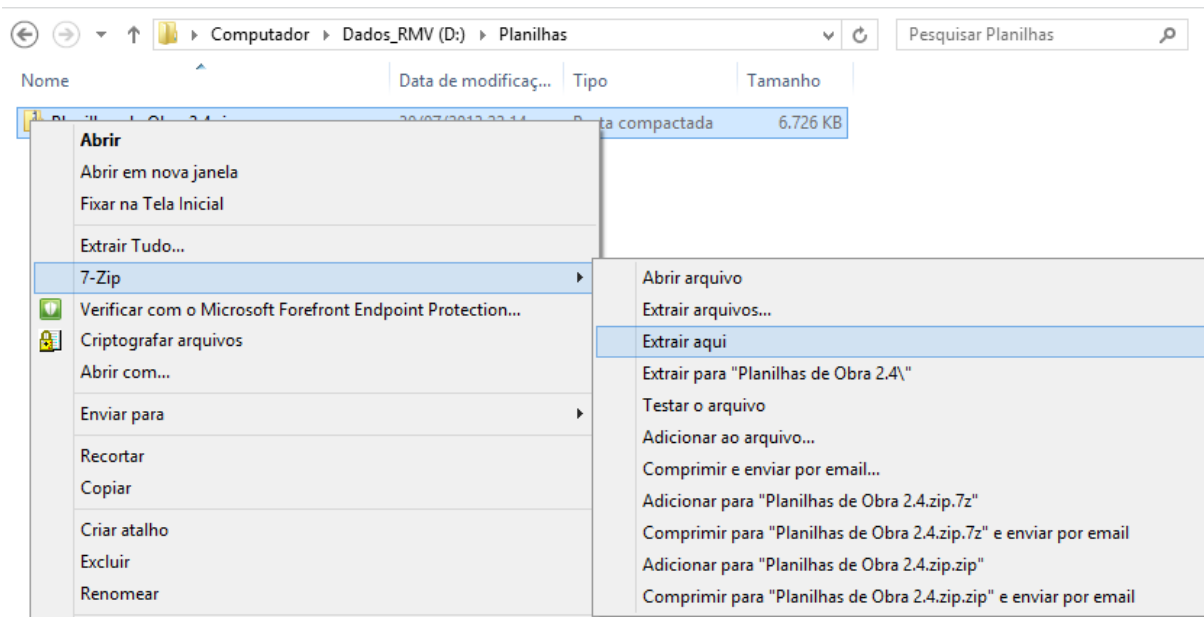 Computador Dados_RMV (D:) Planilhas Pesquisar Planilhas
Nome Data de modificaç... Tipo Tamanho
compactada 6.726 KB
Abrir
Abrir em nova janela
Fixar na Tela Inicial
Extrair Tudo...
7-Zip
Verificar com o Microsoft Forefront Endpoint Protection...
Criptografar arquivos
Abrir com...
Enviar para
Recortar
Copiar
Criar atalho
Excluir
Renomear
Abrir arquivo
Extrair arquivos...
Extrair aqui
Extrair para "Planilhas de Obra 2.4\"
Testar o arquivo
Adicionar ao arquivo...
Comprimir e enviar por email...
Adicionar para "Planilhas de Obra 2.4.zip.7z"
Comprimir para "Planilhas de Obra 2.4.zip.7z" e enviar por email
Adicionar para "Planilhas de Obra 2.4.zip.zip"
Comprimir para "Planilhas de Obra 2.4.zip.zip" e enviar por email